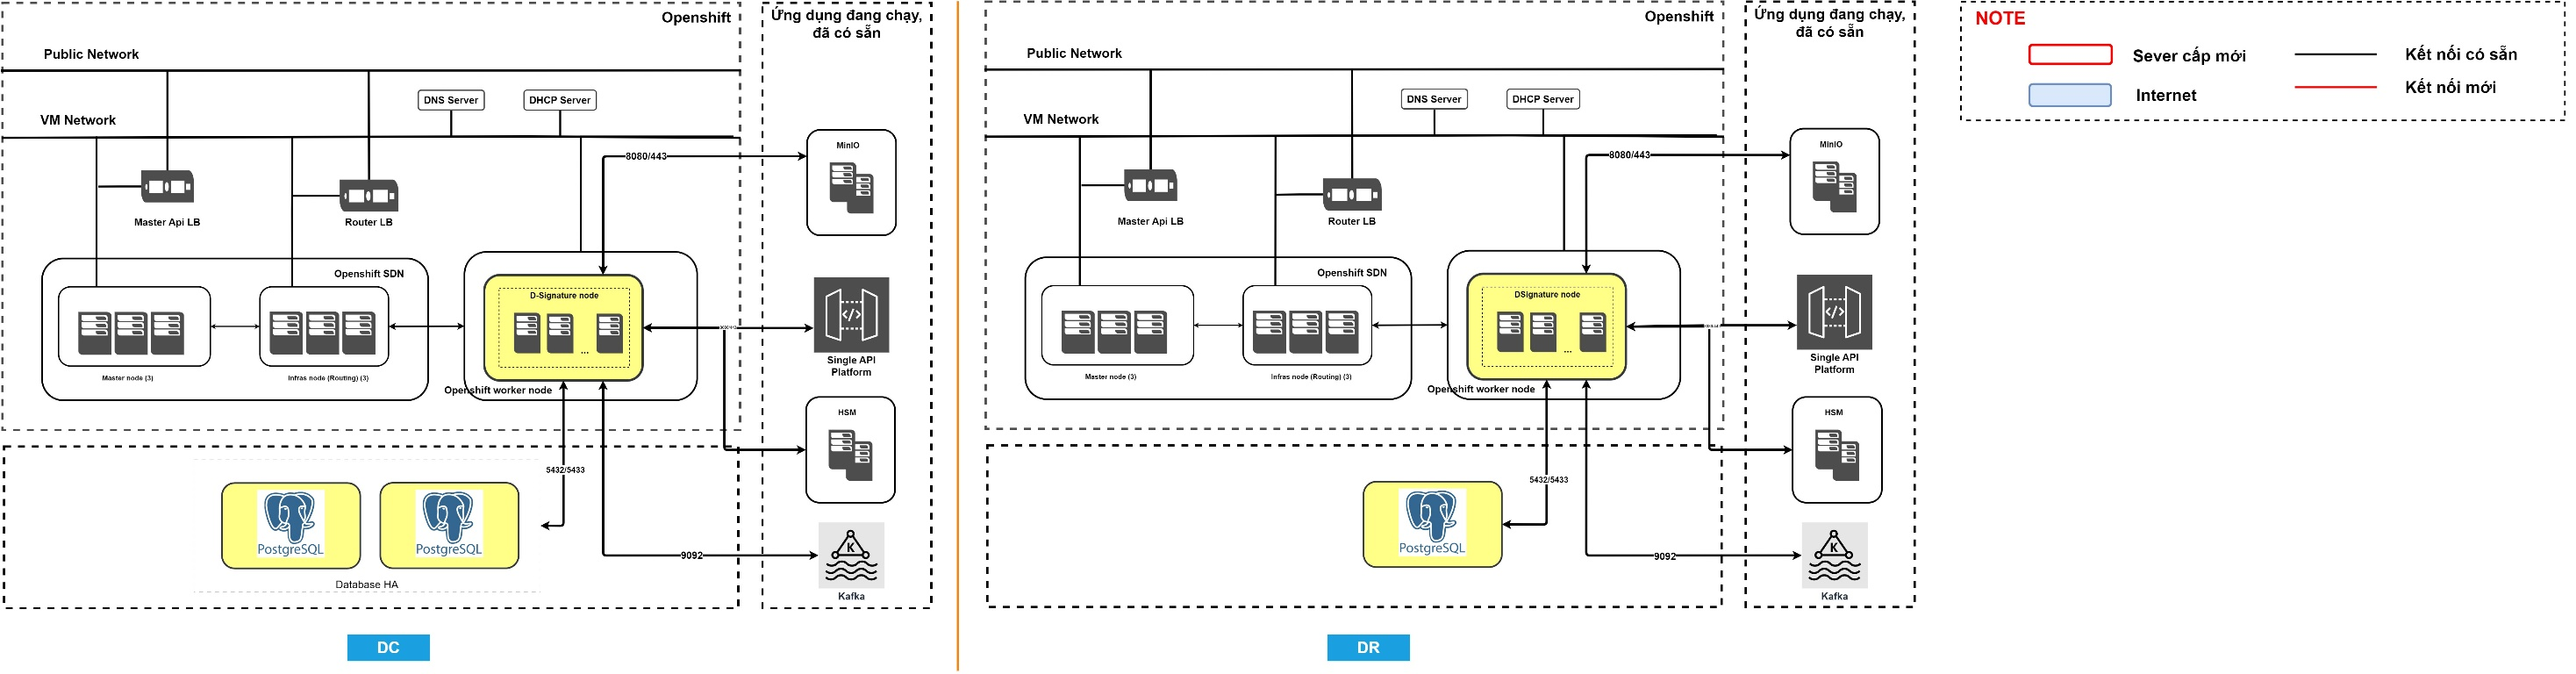 Openshift
Ứng dụng đang chạy,
đã có sẵn
Public Network
DNS Server
DHCP Server
VM Network
MinIO
8080/443
Master Api LB
Router LB
Openshift SDN
D-Signature node
...
Master node (3)
Infras node (Routing) (3)
Openshift worker node
Single API
Platform
HSM
5432/5433
PostgreSQL
PostgreSQL
Database HA
9092
K
Kafka
DC
Openshift
Ứng dụng đang chạy,
đã có sẵn
Public Network
DNS Server
DHCP Server
VM Network
MinIO
8080/443
Master Api LB
Router LB
Openshift SDN
DSignature node
...
Master node (3)
Infras node (Routing) (3)
Openshift worker node
Single API
Platform
HSM
5432/5433
PostgreSQL
9092
K
Kafka
DR
NOTE
Sever cấp mới
Kết nối có sẵn
Internet
Kết nối mới